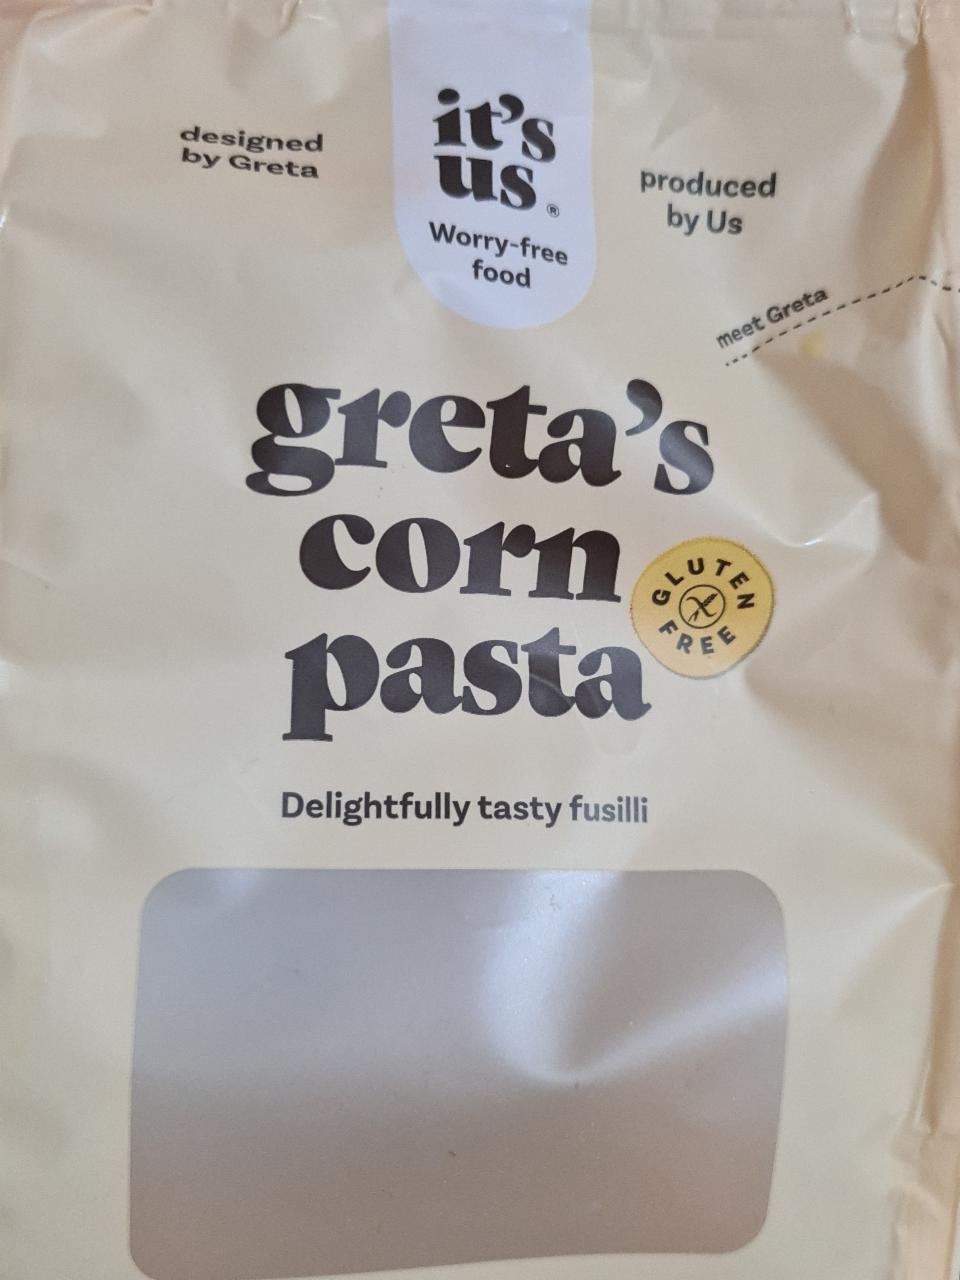 it's
us ®
Worry-free
food
designed
by Greta
produced
by Us
meet Greta
greta's
corn
pasta
GLUTEN
FREE
Delightfully tasty fusilli